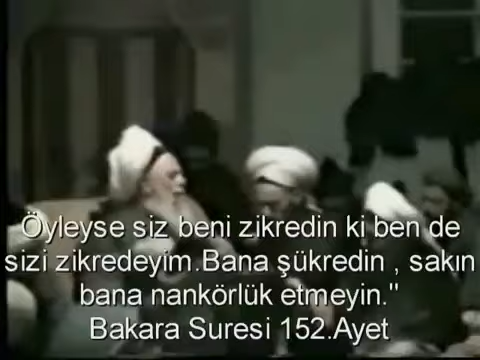 Öyleyse siz beni zikredin ki ben de
sizi zikredeyim.Bana şükredin , sakın
bana nankörlük etmeyin."
Bakara Suresi 152.Ayet